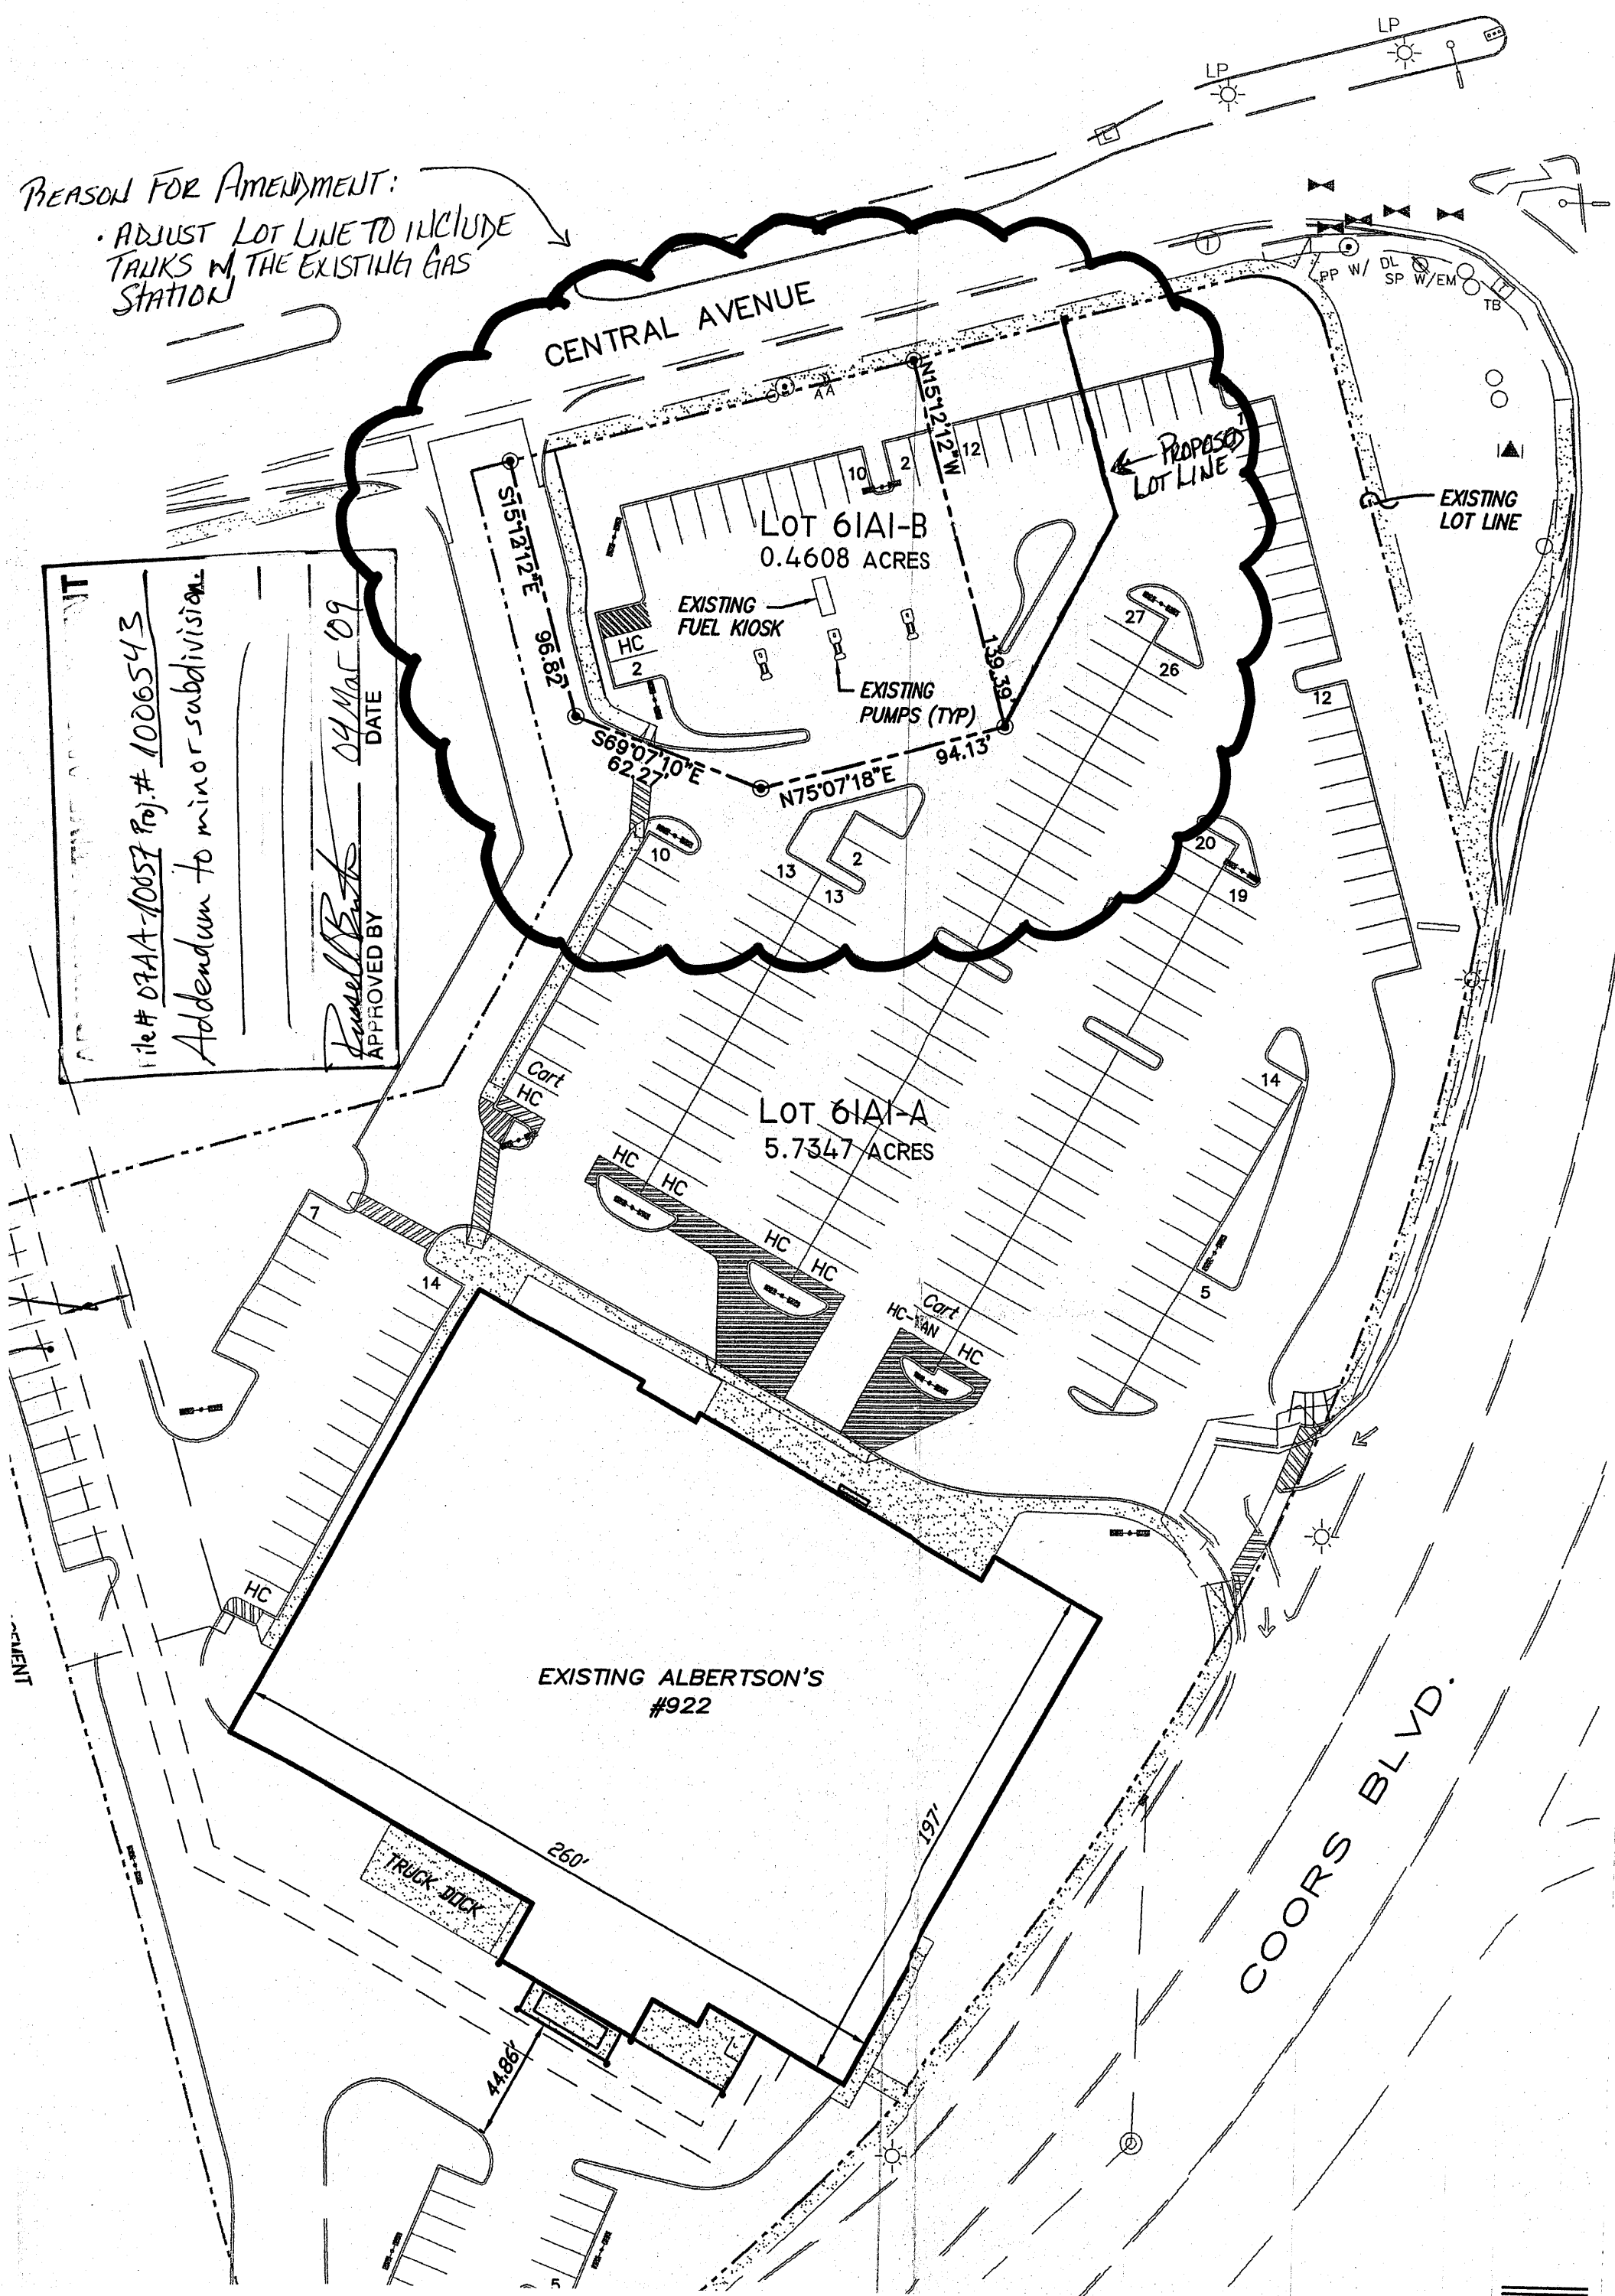 LP
LP
REASON FOR AMENDMENT:
· ADJUST LOT LINE TO INCLUDE
TANKS W/ THE EXISTING GAS
STATION
CENTRAL AVENUE
PP W/ DL
SP W/EM
TB
N15°12'12"W
139.39'
10
2
12
PROPOSED
LOT LINE
EXISTING
LOT LINE
S15°12'12"E
96.82'
LOT 61A1-B
0.4608 ACRES
EXISTING
FUEL KIOSK
HC
2
EXISTING
PUMPS (TYP)
27
26
12
S69°07'10"E
62.27'
N75°07'18"E
94.13'
10
13
2
13
20
19
File# 07AA-10057 Proj.# 1006543
Addendum to minor subdivision.
04 Mar '09
APPROVED BY
DATE
Cart
HC
14
LOT 61A1-A
5.7347 ACRES
HC
HC
7
HC
HC
14
5
Cart
HC-VAN
HC
HC
EXISTING ALBERTSON'S
#922
260'
197'
TRUCK DOCK
44.86'
COORS BLVD.
5